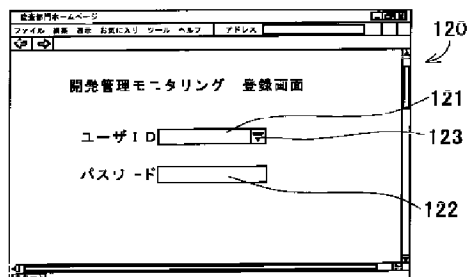 監査部門ホームページ
ファイル 編集 表示 お気に入り ツール ヘルプ アドレス
120
開発管理モニタリング 登録画面
121
ユーザID
123
パスワード
122